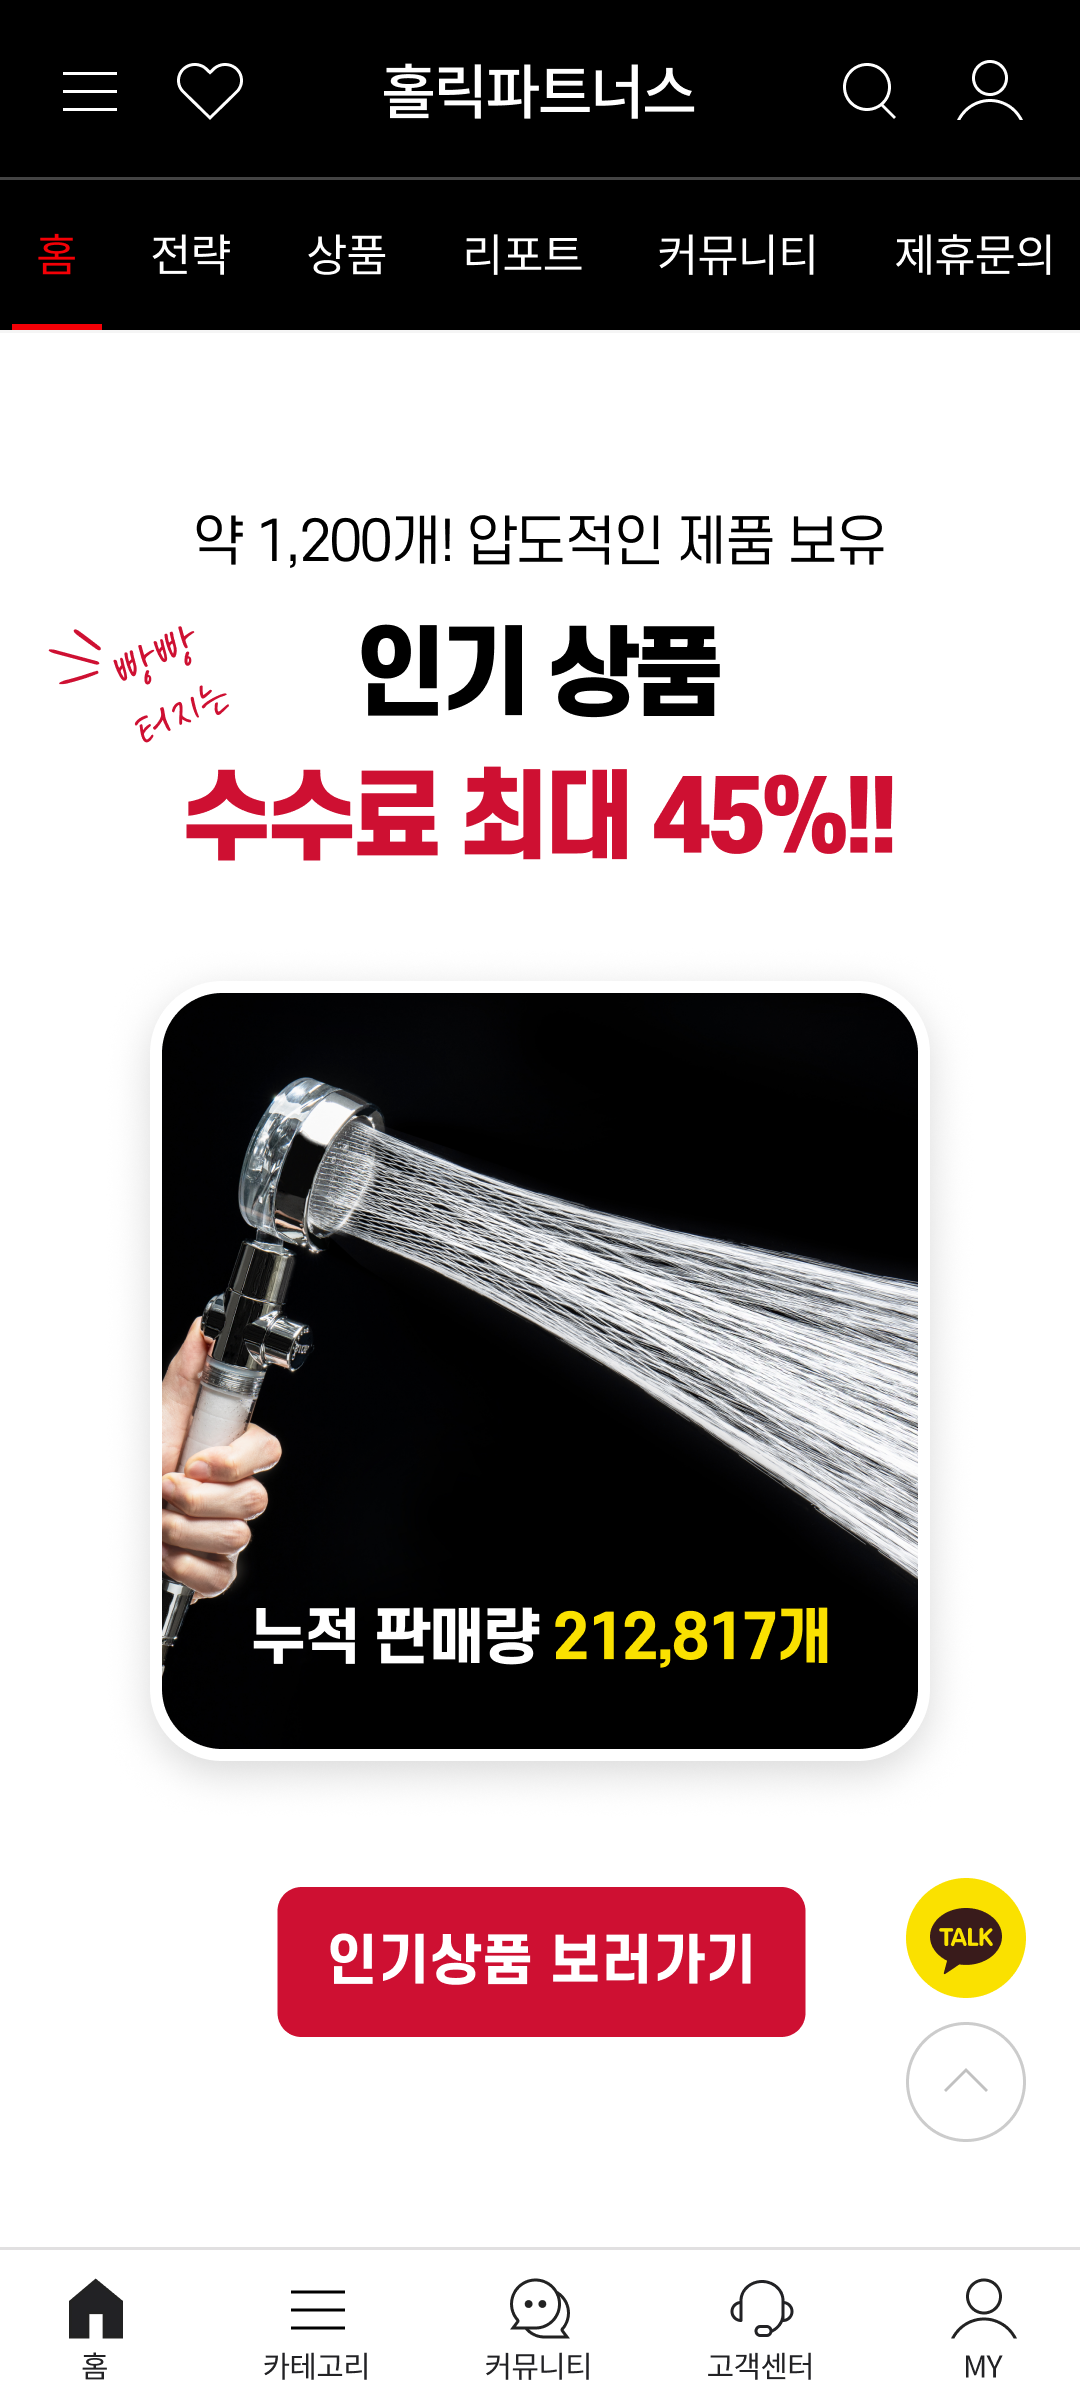 홀릭파트너스
홈 전략 상품 리포트 커뮤니티 제휴문의
약 1,200개! 압도적인 제품 보유
빵빵
터지는
인기 상품
수수료 최대 45%!!
누적 판매량 212,817개
인기상품 보러가기
TALK
홈 카테고리 커뮤니티 고객센터 MY